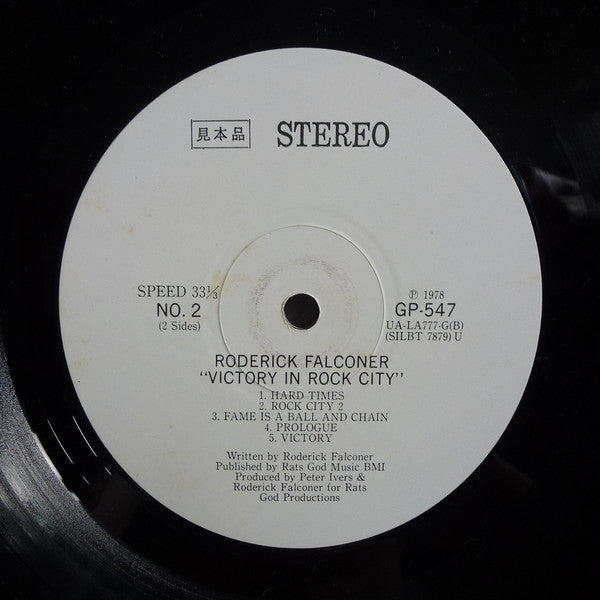 見本品 STEREO
SPEED 33⅓
NO. 2
(2 Sides)
℗ 1978
GP-547
UA-LA777-G(B)
(SILBT 7879) U
RODERICK FALCONER
"VICTORY IN ROCK CITY"
1. HARD TIMES
2. ROCK CITY 2
3. FAME IS A BALL AND CHAIN
4. PROLOGUE
5. VICTORY
Written by Roderick Falconer
Published by Rats God Music BMI
Produced by Peter Ivers &
Roderick Falconer for Rats
God Productions